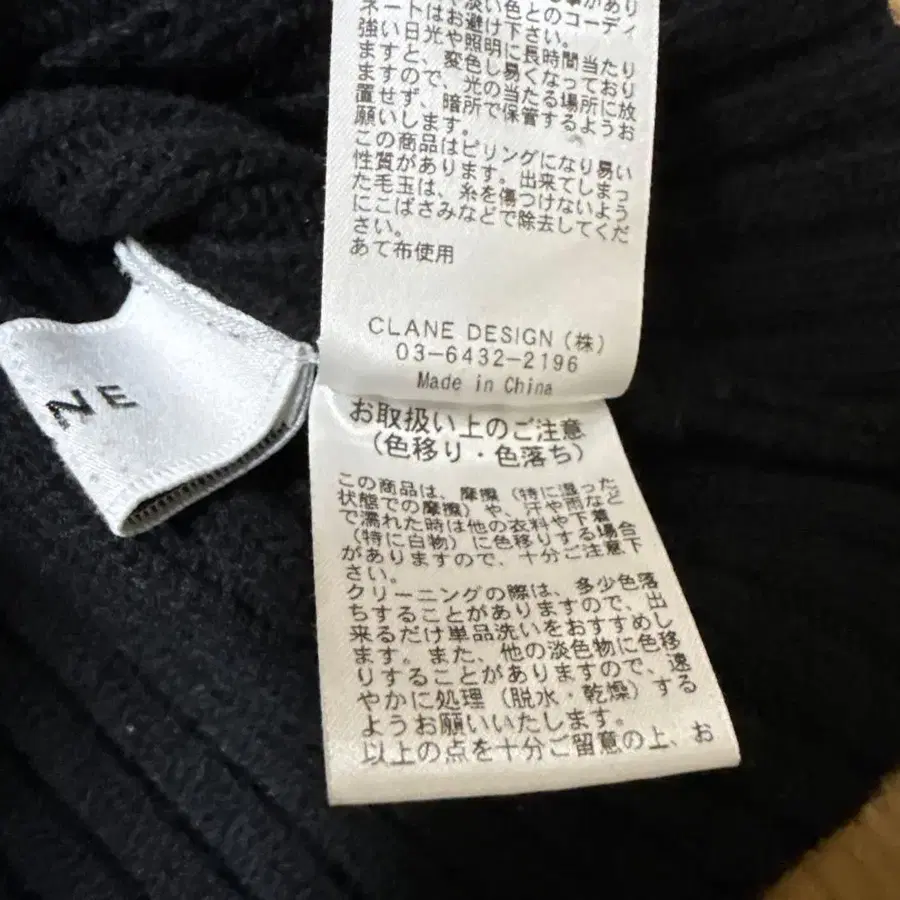 い色との
ネートはお避け下さい。
強い日光や照明に長時間当たり
ますと、変色し易くなっており
ますので、光の当たる場所に放
置せず、暗所で保管するようお
願いします。
この商品はピリングになり易い
性質があります。出来てしまっ
た毛玉は、糸を傷つけないよう
にこばさみなどで除去してくだ
さい。
あて布使用
CLANE DESIGN (株)
03-6432-2196
Made in China
NE
お取扱い上のご注意
(色移り・色落ち)
この商品は、摩擦(特に湿った
状態での摩擦)や、汗や雨など
で濡れた時は他の衣料や下着
(特に白物)に色移りする場合
がありますので、十分ご注意下
さい。
クリーニングの際は、多少色落
ちすることがありますので、出
来るだけ単品洗いをおすすめし
ます。また、他の淡色物に色移
りすることがありますので、速
やかに処理(脱水・乾燥)する
ようお願いいたします。
以上の点を十分ご留意の上、お